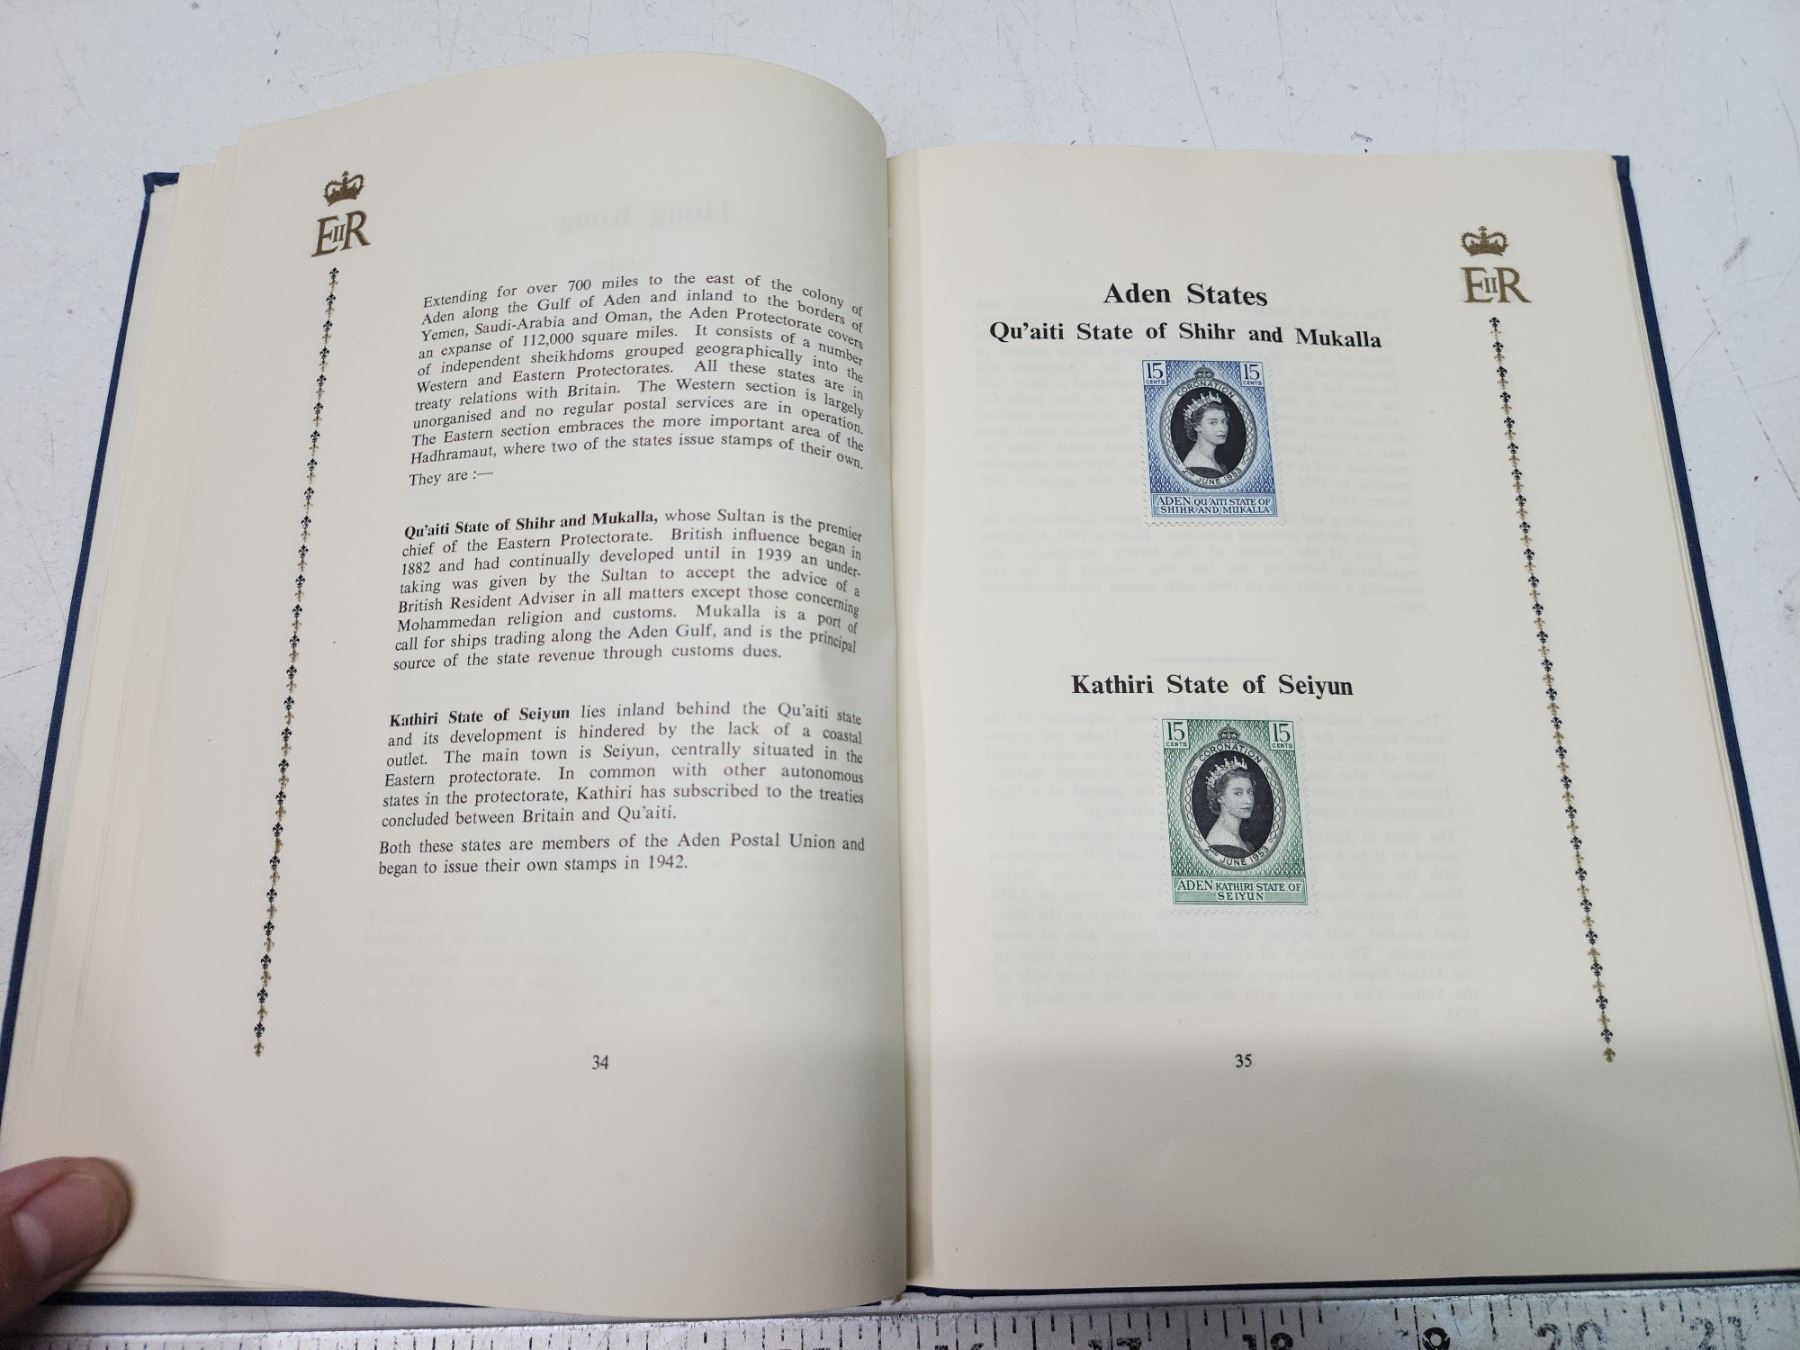 EIIR
Extending for over 700 miles to the east of the colony of
Aden along the Gulf of Aden and inland to the borders of
Yemen, Saudi-Arabia and Oman, the Aden Protectorate covers
an expanse of 112,000 square miles. It consists of a number
of independent sheikhdoms grouped geographically into the
Western and Eastern Protectorates. All these states are in
treaty relations with Britain. The Western section is largely
unorganised and no regular postal services are in operation.
The Eastern section embraces the more important area of the
Hadhramaut, where two of the states issue stamps of their own.
They are :—
Qu'aiti State of Shihr and Mukalla, whose Sultan is the premier
chief of the Eastern Protectorate. British influence began in
1882 and had continually developed until in 1939 an under-
taking was given by the Sultan to accept the advice of a
British Resident Adviser in all matters except those concerning
Mohammedan religion and customs. Mukalla is a port of
call for ships trading along the Aden Gulf, and is the principal
source of the state revenue through customs dues.
Kathiri State of Seiyun lies inland behind the Qu'aiti state
and its development is hindered by the lack of a coastal
outlet. The main town is Seiyun, centrally situated in the
Eastern protectorate. In common with other autonomous
states in the protectorate, Kathiri has subscribed to the treaties
concluded between Britain and Qu'aiti.
Both these states are members of the Aden Postal Union and
began to issue their own stamps in 1942.
34
EIIR
Aden States
Qu'aiti State of Shihr and Mukalla
15 CENTS 15 CENTS
CORONATION
2ND JUNE 1953
ADEN QU'AITI STATE OF
SHIHR AND MUKALLA
Kathiri State of Seiyun
15 CENTS 15 CENTS
CORONATION
2ND JUNE 1953
ADEN KATHIRI STATE OF
SEIYUN
35
17 18 19 20 21